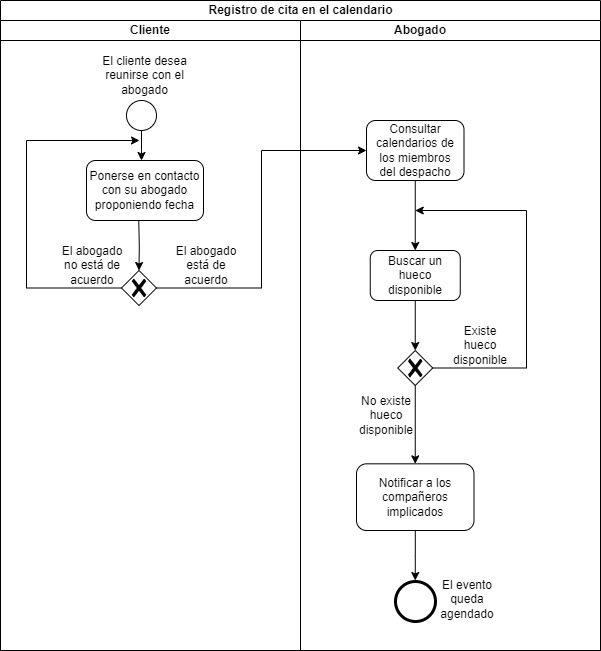 Registro de cita en el calendario
Cliente
Abogado
El cliente desea
reunirse con el
abogado
Ponerse en contacto
con su abogado
proponiendo fecha
El abogado
no está de
acuerdo
El abogado
está de
acuerdo
Consultar
calendarios de
los miembros
del despacho
Buscar un
hueco
disponible
Existe
hueco
disponible
No existe
hueco
disponible
Notificar a los
compañeros
implicados
El evento
queda
agendado